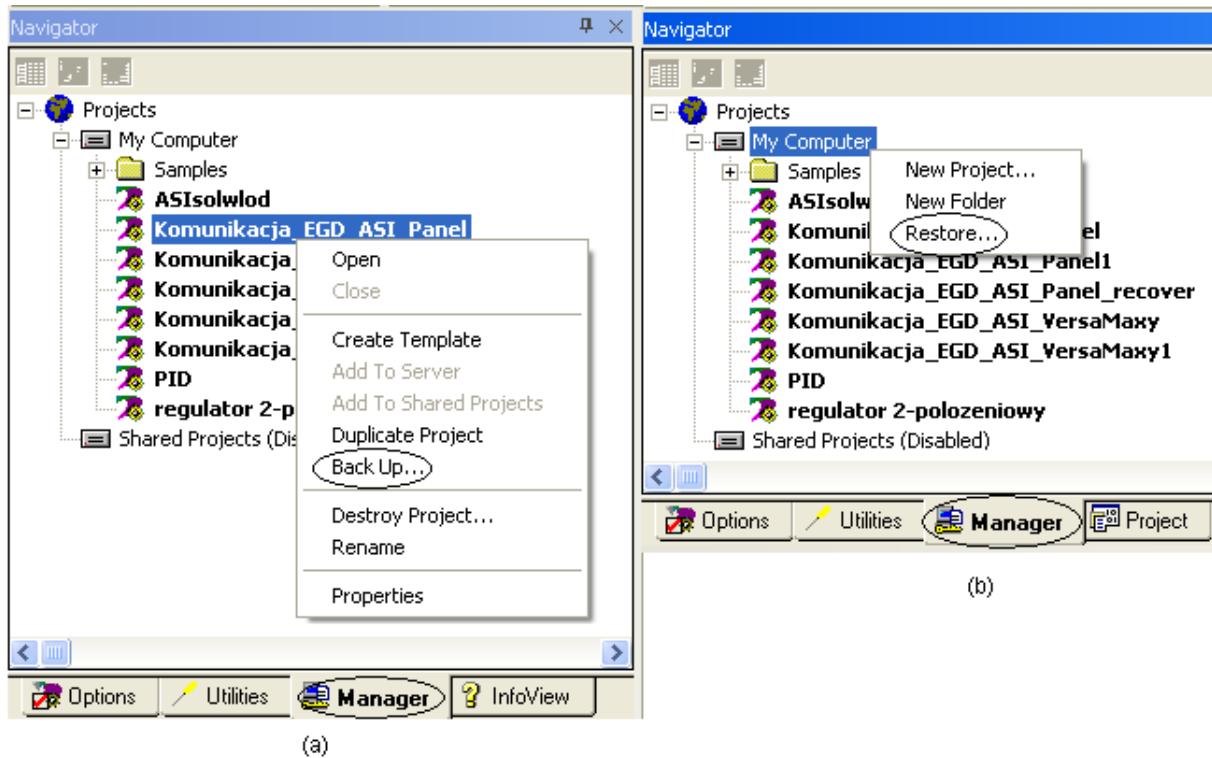 Navigator
Projects
My Computer
Samples
ASIsolwlod
Komunikacja_EGD_ASI_Panel
Komunikacja_
Komunikacja_
Komunikacja_
Komunikacja_
PID
regulator 2-p
Shared Projects (Dis
Open
Close
Create Template
Add To Server
Add To Shared Projects
Duplicate Project
Back Up...
Destroy Project...
Rename
Properties
Options
Utilities
Manager
InfoView
(a)
Navigator
Projects
My Computer
Samples
ASIsolw
Komuni el
Komunikacja_EGD_ASI_Panel1
Komunikacja_EGD_ASI_Panel_recover
Komunikacja_EGD_ASI_VersaMaxy
Komunikacja_EGD_ASI_VersaMaxy1
PID
regulator 2-polozeniowy
Shared Projects (Disabled)
New Project...
New Folder
Restore...
Options
Utilities
Manager
Project
(b)